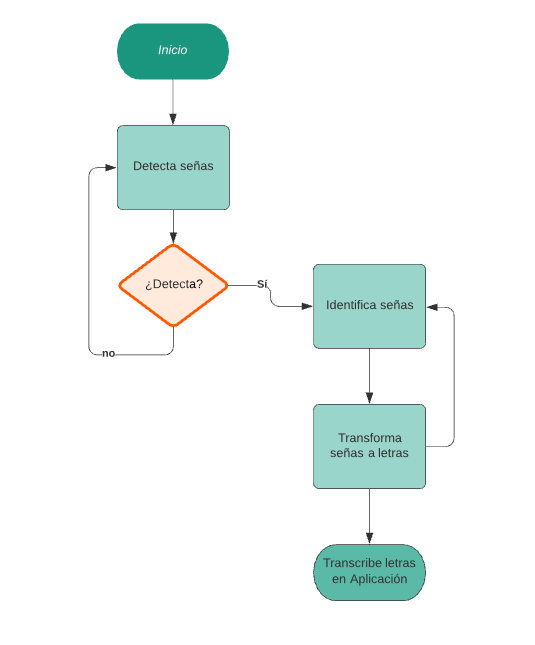 Inicio
Detecta señas
¿Detecta?
Sí
Identifica señas
no
Transforma
señas a letras
Transcribe letras
en Aplicación